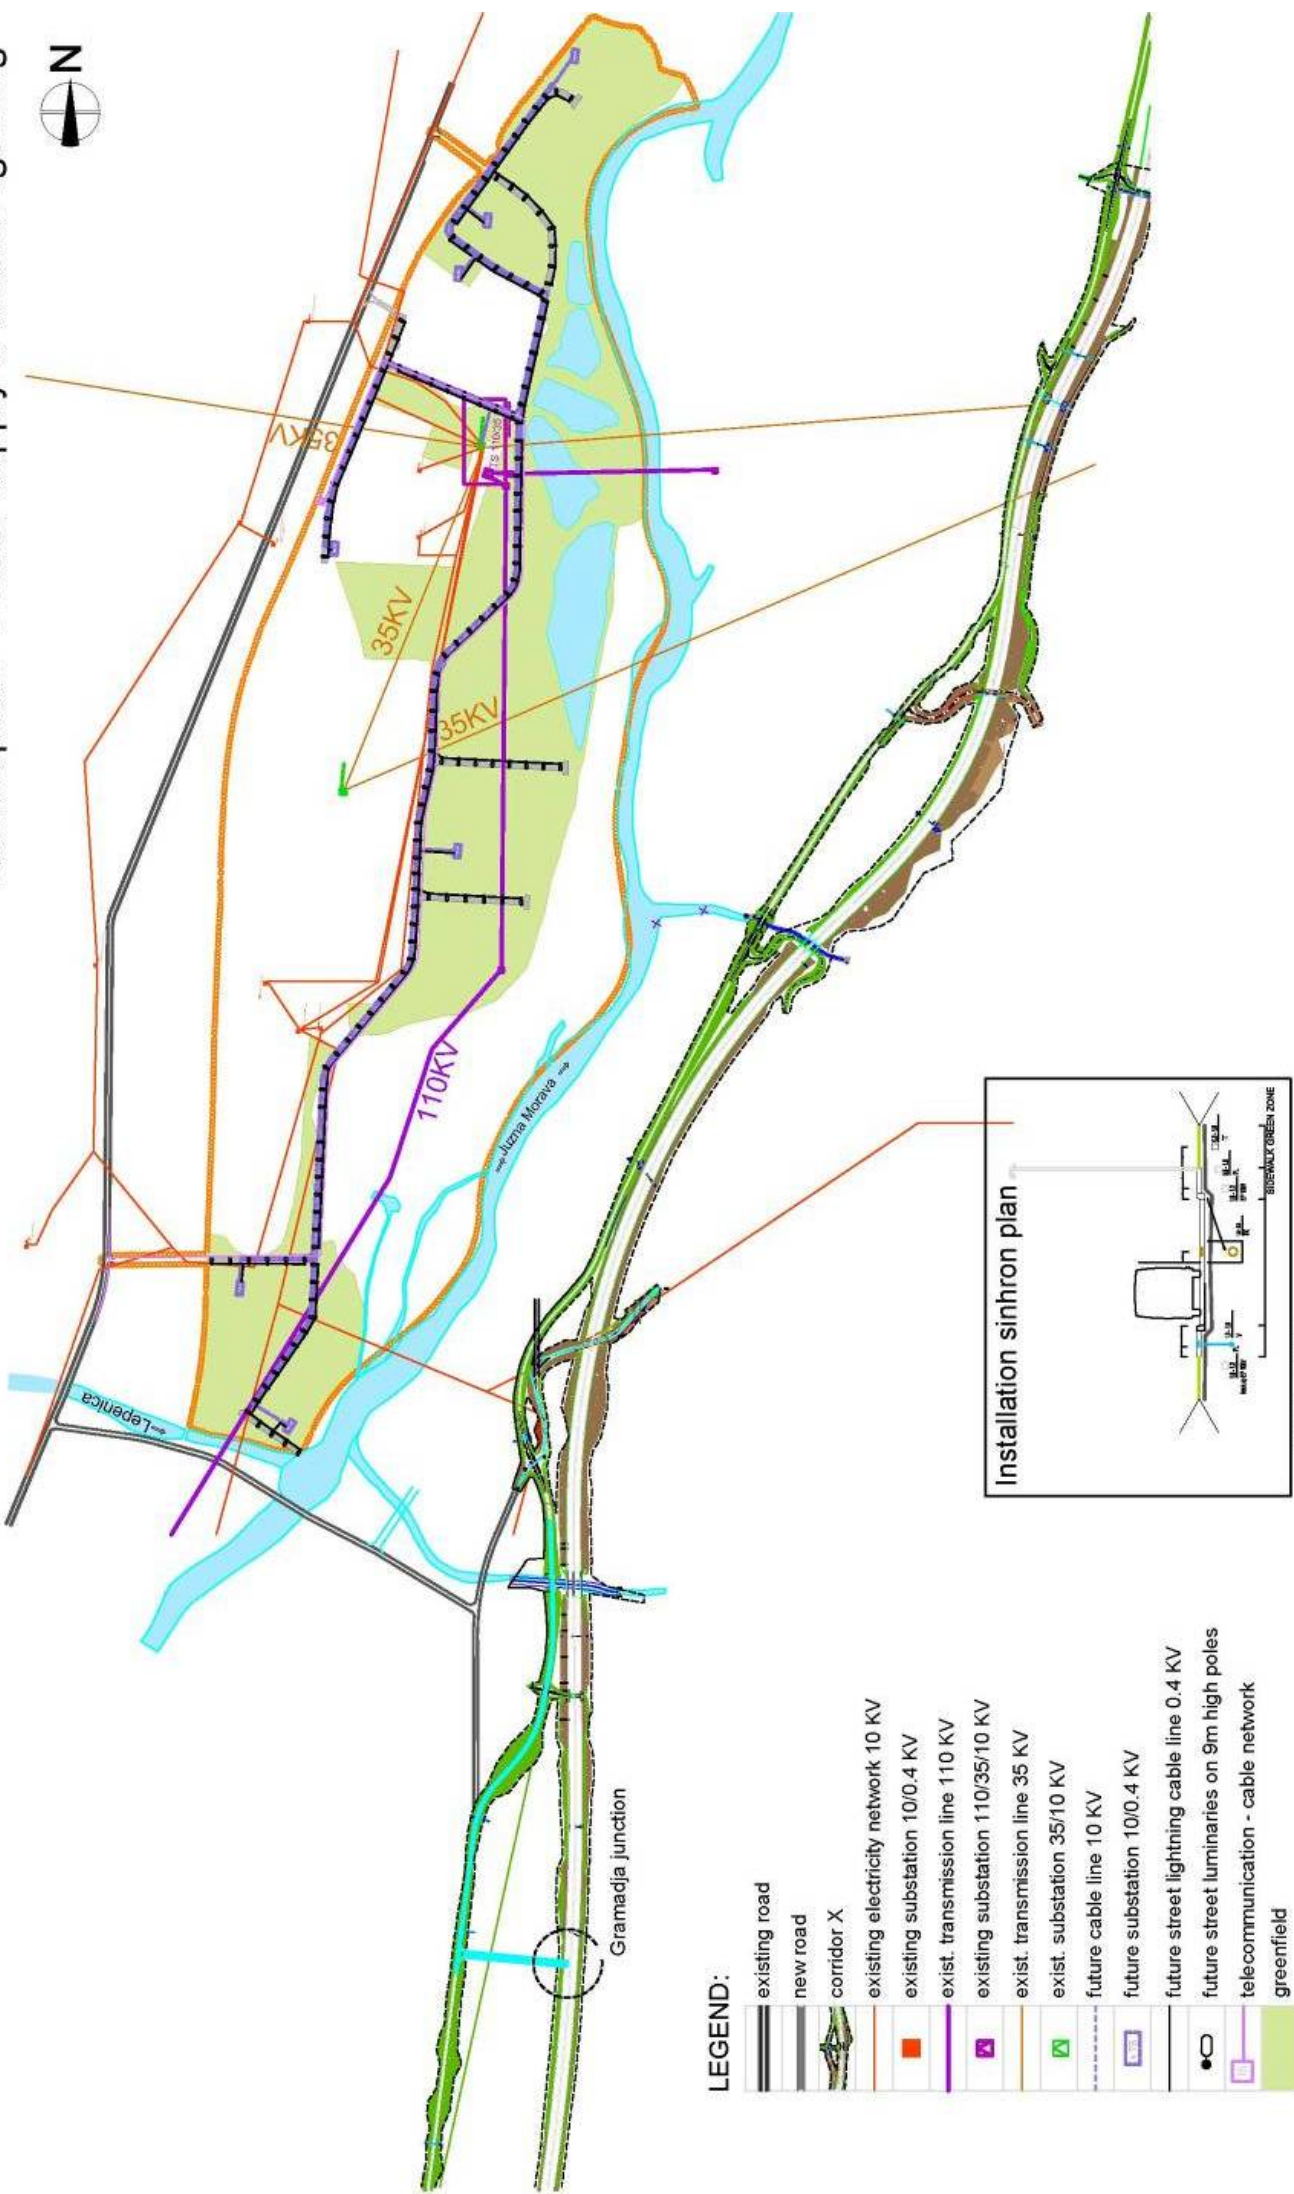 N
35KV
TS 110/35
35KV
35KV
110KV
Juzna Morava
Lepenica
Gramadja junction
Installation sinhron plan
SIDEWALK GREEN ZONE
LEGEND:
existing road
new road
corridor X
existing electricity network 10 KV
existing substation 10/0.4 KV
exist. transmission line 110 KV
existing substation 110/35/10 KV
exist. transmission line 35 KV
exist. substation 35/10 KV
future cable line 10 KV
future substation 10/0.4 KV
future street lightning cable line 0.4 KV
future street luminaries on 9m high poles
telecommunication - cable network
greenfield